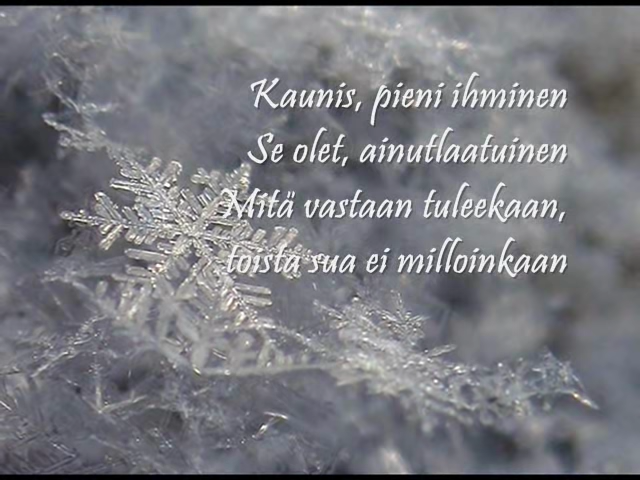 Kaunis, pieni ihminen
Se olet, ainutlaatuinen
Mitä vastaan tuleekaan,
toista sua ei milloinkaan